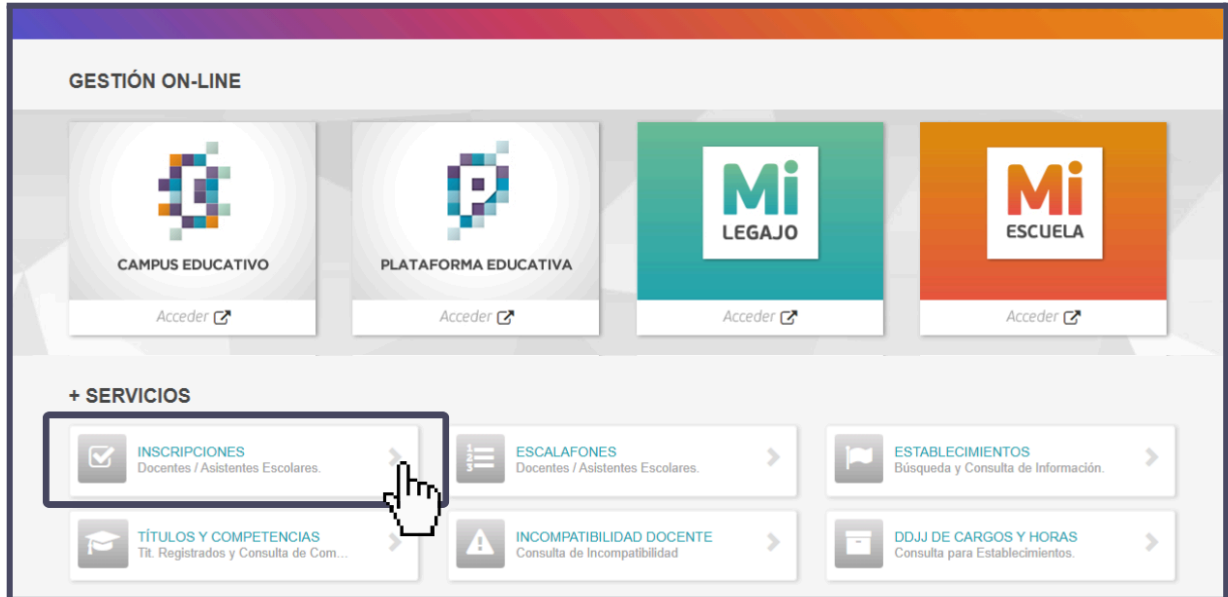 GESTIÓN ON-LINE
CAMPUS EDUCATIVO
Acceder
PLATAFORMA EDUCATIVA
Acceder
Mi
LEGAJO
Acceder
Mi
ESCUELA
Acceder
+ SERVICIOS
INSCRIPCIONES
Docentes / Asistentes Escolares.
ESCALAFONES
Docentes / Asistentes Escolares.
ESTABLECIMIENTOS
Búsqueda y Consulta de Información.
TÍTULOS Y COMPETENCIAS
Tit. Registrados y Consulta de Com...
INCOMPATIBILIDAD DOCENTE
Consulta de Incompatibilidad
DDJJ DE CARGOS Y HORAS
Consulta para Establecimientos.